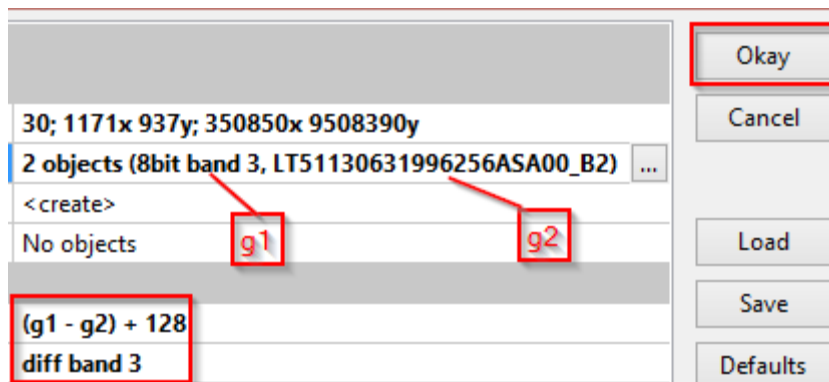 Okay
30; 1171x 937y; 350850x 9508390y
Cancel
2 objects (8bit band 3, LT51130631996256ASA00_B2) ...
<create>
No objects
g1
g2
Load
(g1 - g2) + 128
Save
diff band 3
Defaults